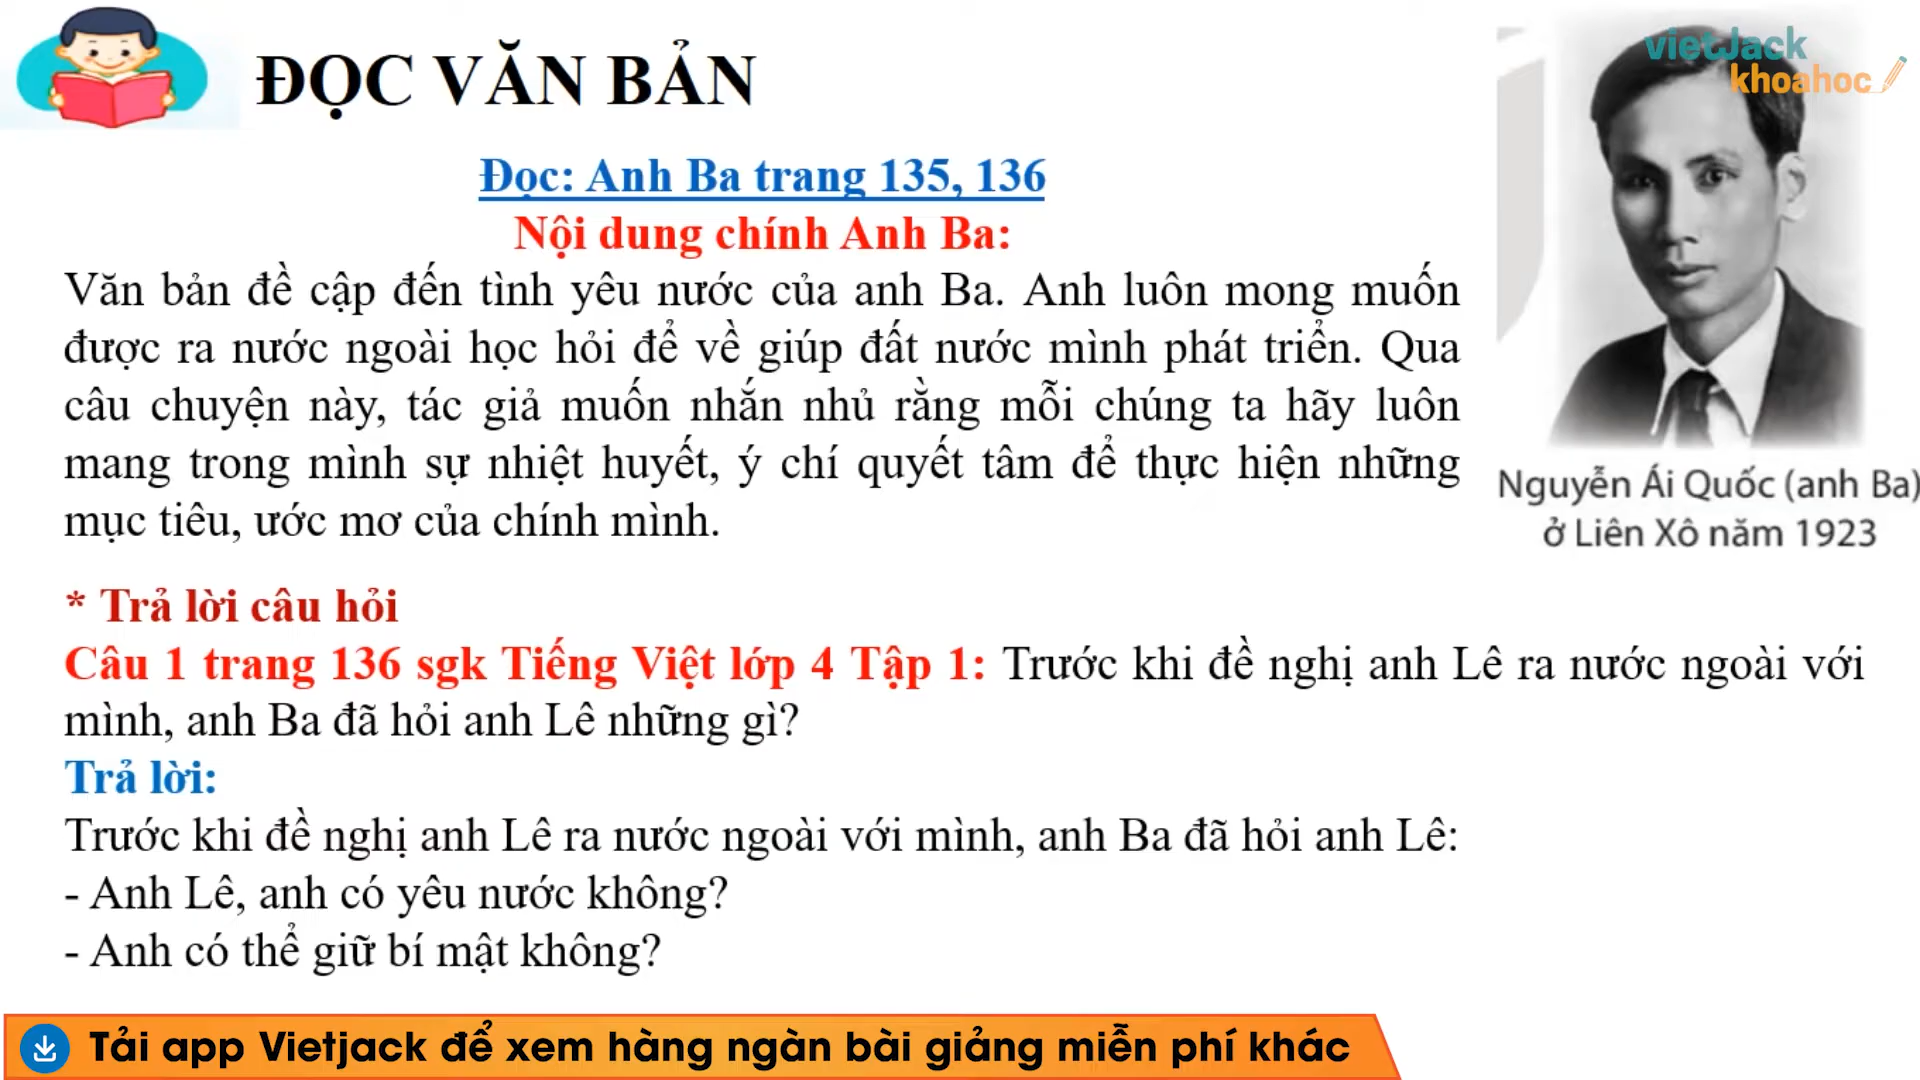 ĐỌC VĂN BẢN
vietJack
khoahoc
Đọc: Anh Ba trang 135, 136
Nội dung chính Anh Ba:
Văn bản đề cập đến tình yêu nước của anh Ba. Anh luôn mong muốn
được ra nước ngoài học hỏi để về giúp đất nước mình phát triển. Qua
câu chuyện này, tác giả muốn nhắn nhủ rằng mỗi chúng ta hãy luôn
mang trong mình sự nhiệt huyết, ý chí quyết tâm để thực hiện những
mục tiêu, ước mơ của chính mình.
Nguyễn Ái Quốc (anh Ba)
ở Liên Xô năm 1923
* Trả lời câu hỏi
Câu 1 trang 136 sgk Tiếng Việt lớp 4 Tập 1: Trước khi đề nghị anh Lê ra nước ngoài với
mình, anh Ba đã hỏi anh Lê những gì?
Trả lời:
Trước khi đề nghị anh Lê ra nước ngoài với mình, anh Ba đã hỏi anh Lê:
- Anh Lê, anh có yêu nước không?
- Anh có thể giữ bí mật không?
Tải app Vietjack để xem hàng ngàn bài giảng miễn phí khác